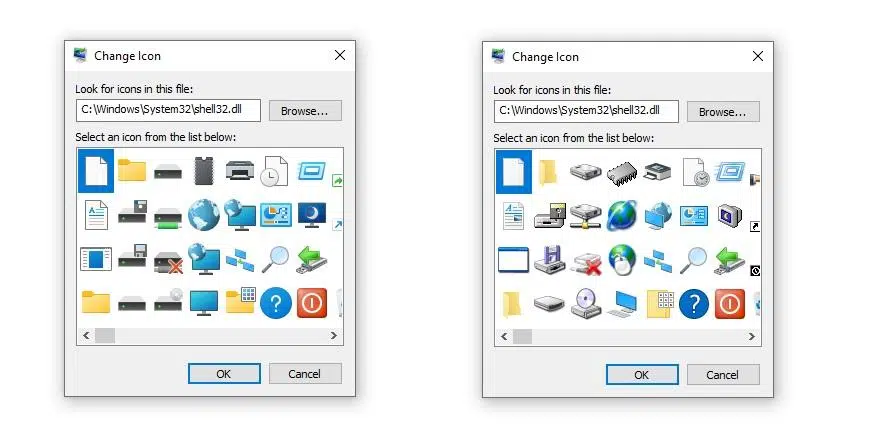 Change Icon
Look for icons in this file:
C:\Windows\System32\shell32.dll
Browse...
Select an icon from the list below:
OK
Cancel
Change Icon
Look for icons in this file:
C:\Windows\System32\shell32.dll
Browse...
Select an icon from the list below:
OK
Cancel